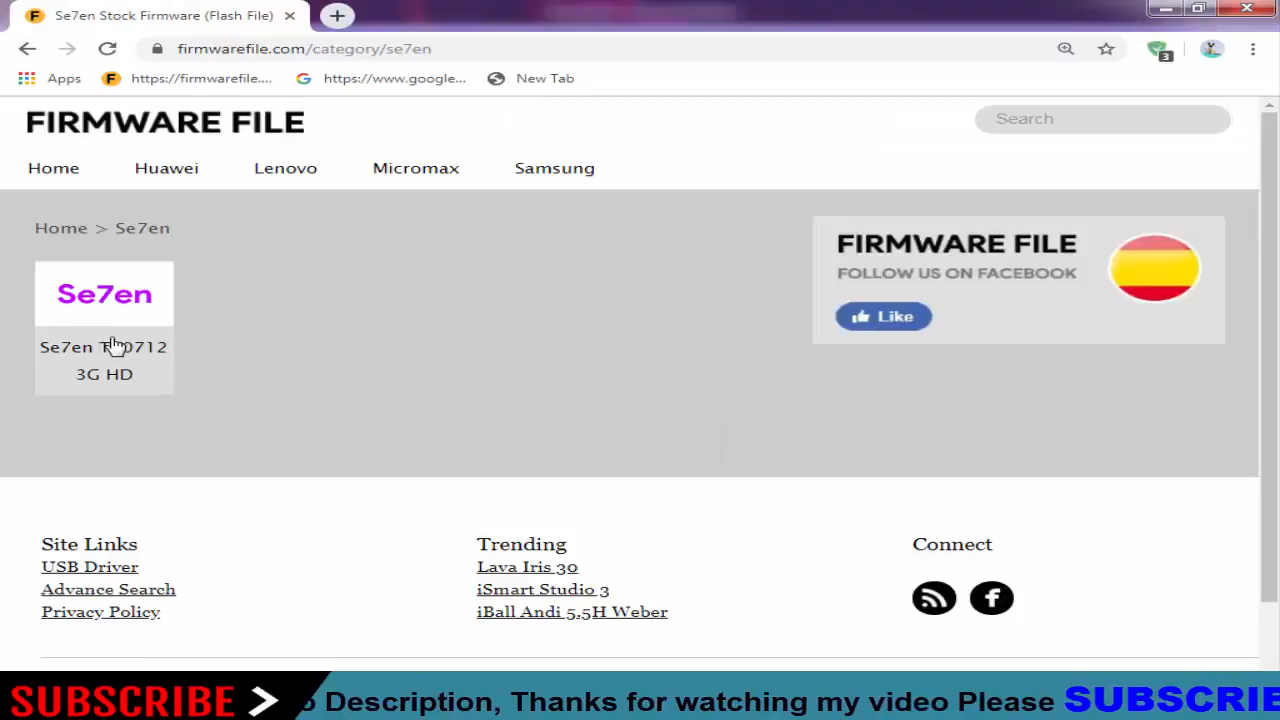 Se7en Stock Firmware (Flash File)
firmwarefile.com/category/se7en
3
Apps
https://firmwarefile....
https://www.google...
New Tab
FIRMWARE FILE
Search
Home
Huawei
Lenovo
Micromax
Samsung
Home > Se7en
FIRMWARE FILE
FOLLOW US ON FACEBOOK
Like
Se7en
Se7en 0712
3G HD
Site Links
USB Driver
Advance Search
Privacy Policy
Trending
Lava Iris 30
iSmart Studio 3
iBall Andi 5.5H Weber
Connect
SUBSCRIBE
Description, Thanks for watching my video Please SUBSCRIBE